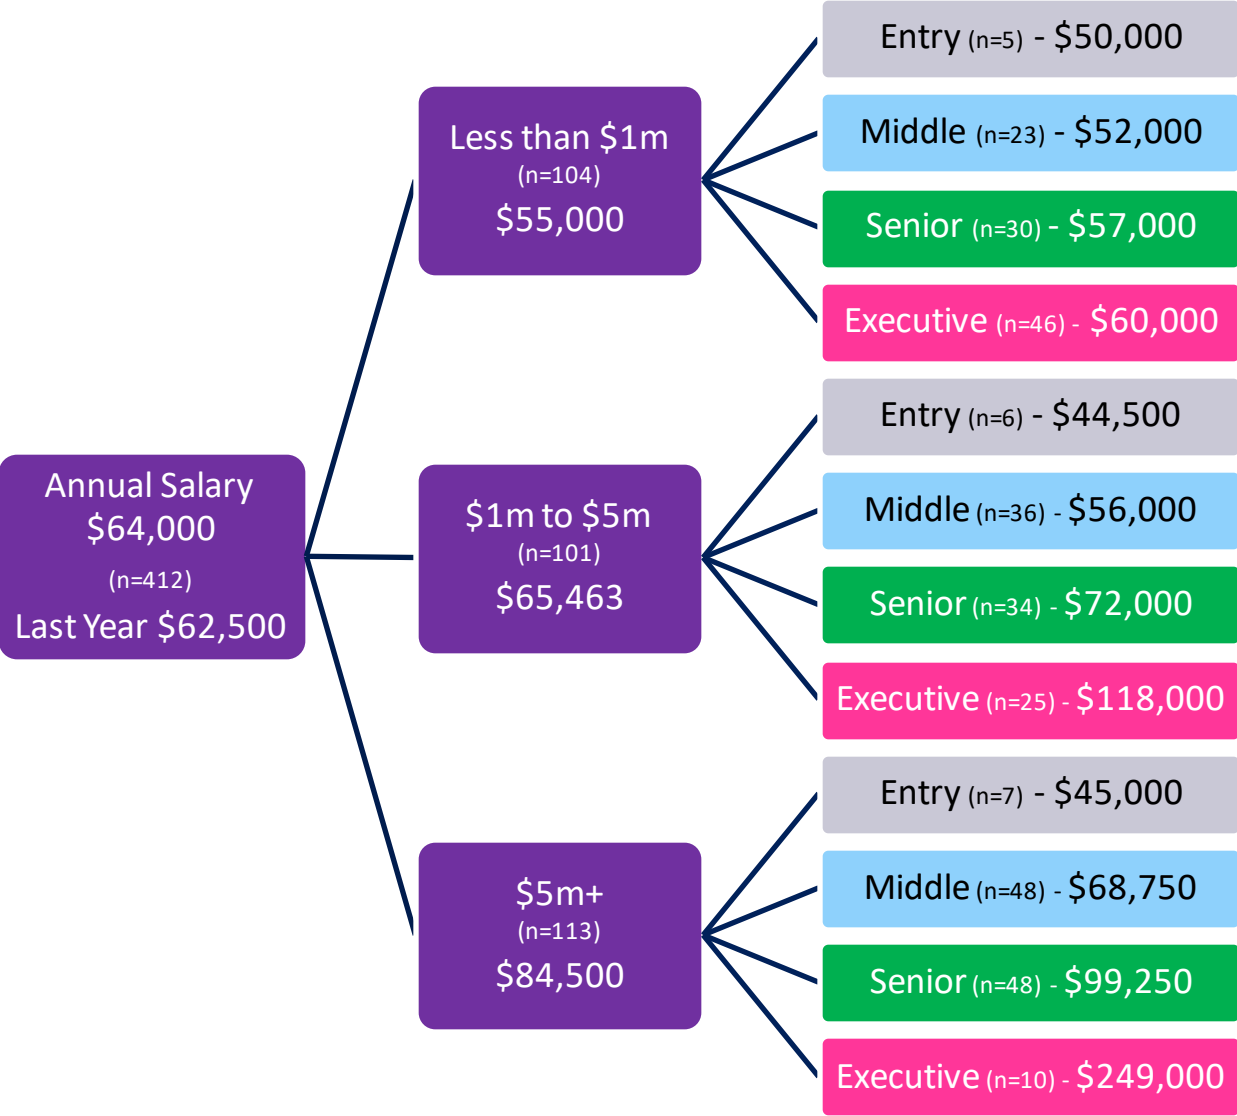 Annual Salary
$64,000
(n=412)
Last Year $62,500
Less than $1m
(n=104)
$55,000
Entry (n=5) - $50,000
Middle (n=23) - $52,000
Senior (n=30) - $57,000
Executive (n=46) - $60,000
$1m to $5m
(n=101)
$65,463
Entry (n=6) - $44,500
Middle (n=36) - $56,000
Senior (n=34) - $72,000
Executive (n=25) - $118,000
$5m+
(n=113)
$84,500
Entry (n=7) - $45,000
Middle (n=48) - $68,750
Senior (n=48) - $99,250
Executive (n=10) - $249,000